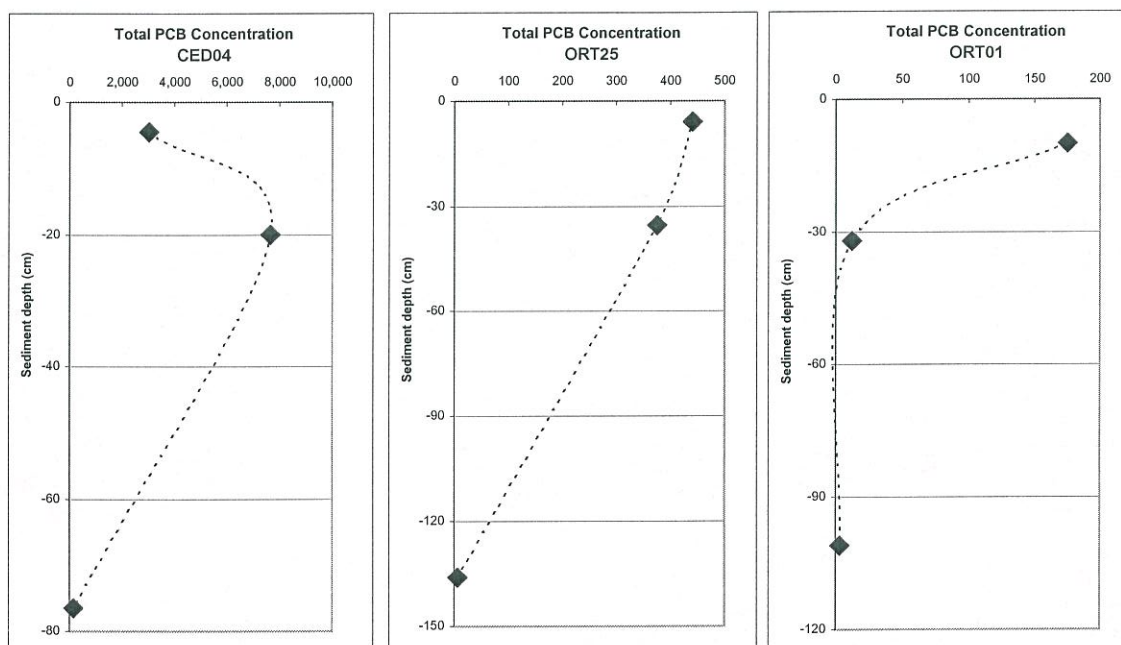 Total PCB Concentration
CED04
0 2,000 4,000 6,000 8,000 10,000
0
-20
-40
-60
-80
Sediment depth (cm)
Total PCB Concentration
ORT25
0 100 200 300 400 500
0
-30
-60
-90
-120
-150
Sediment depth (cm)
Total PCB Concentration
ORT01
0 50 100 150 200
0
-30
-60
-90
-120
Sediment depth (cm)